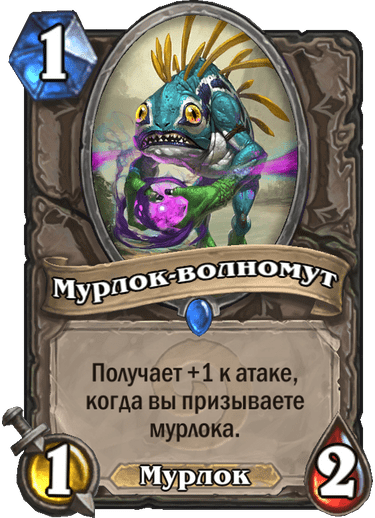 1
Мурлок-волномут
Получает +1 к атаке,
когда вы призываете
мурлока.
1
Мурлок
2